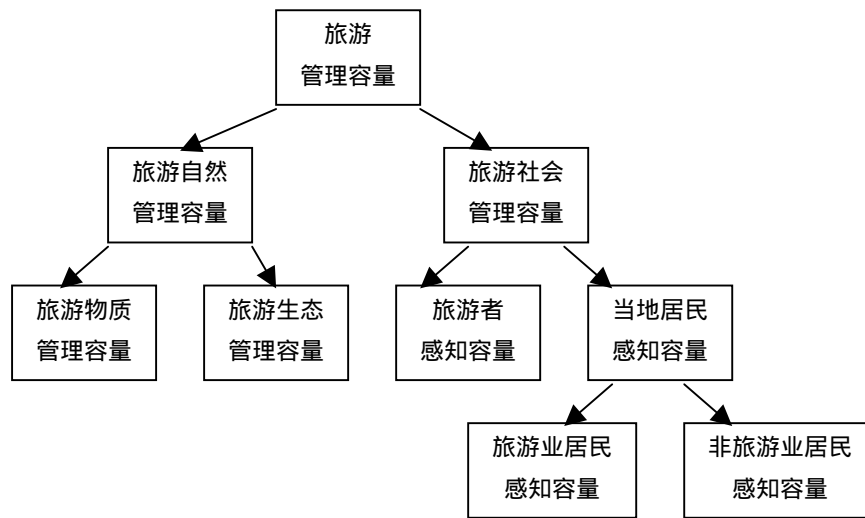 旅游
管理容量
旅游自然
管理容量
旅游社会
管理容量
旅游物质
管理容量
旅游生态
管理容量
旅游者
感知容量
当地居民
感知容量
旅游业居民
感知容量
非旅游业居民
感知容量